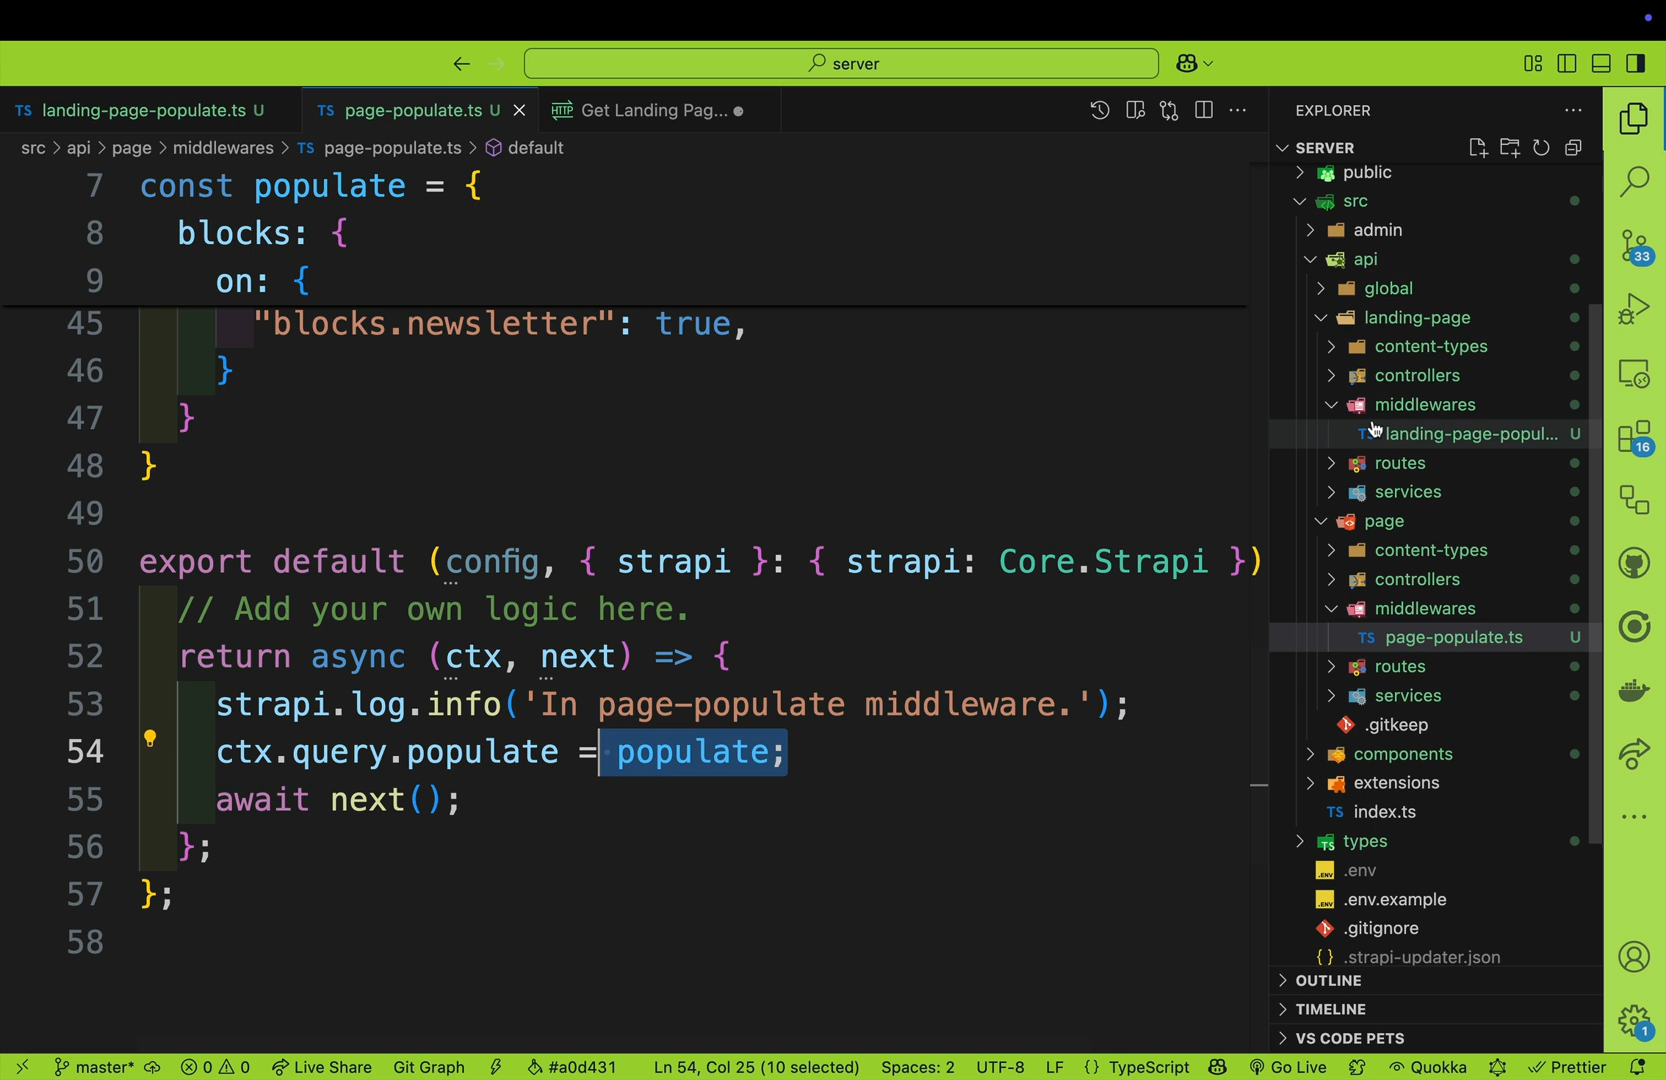 server
TS landing-page-populate.ts U
TS page-populate.ts U
HTTP Get Landing Pag...
src > api > page > middlewares > TS page-populate.ts > default
7 const populate = {
8 blocks: {
9 on: {
45 "blocks.newsletter": true,
46 }
47 }
48 }
49
50 export default (config, { strapi }: { strapi: Core.Strapi })
51 // Add your own logic here.
52 return async (ctx, next) => {
53 strapi.log.info('In page-populate middleware.');
54 ctx.query.populate = populate;
55 await next();
56 };
57 };
58
EXPLORER
SERVER
public
src
admin
api
global
landing-page
content-types
controllers
middlewares
TS landing-page-popul... U
routes
services
page
content-types
controllers
middlewares
TS page-populate.ts U
routes
services
.gitkeep
components
extensions
TS index.ts
types
.env
.env.example
.gitignore
{} .strapi-updater.json
OUTLINE
TIMELINE
VS CODE PETS
33
16
1
master* 0 0 Live Share Git Graph #a0d431 Ln 54, Col 25 (10 selected) Spaces: 2 UTF-8 LF {} TypeScript Go Live Quokka Prettier